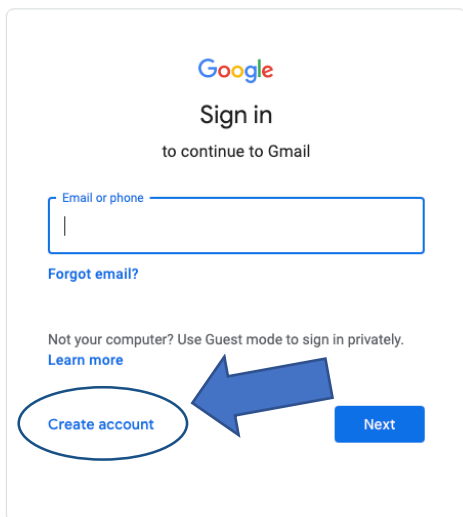 Google
Sign in
to continue to Gmail
Email or phone
Forgot email?
Not your computer? Use Guest mode to sign in privately.
Learn more
Create account
Next